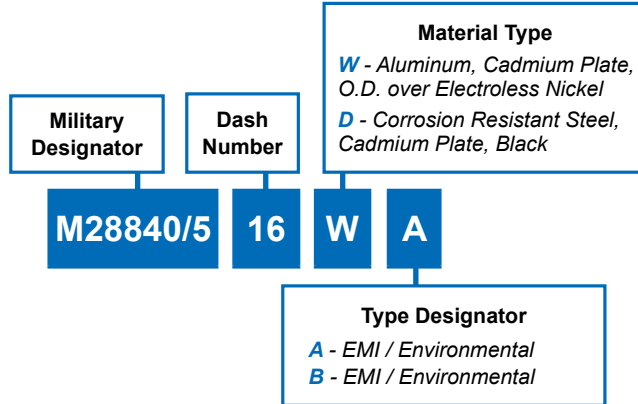 Material Type
W - Aluminum, Cadmium Plate,
O.D. over Electroless Nickel
D - Corrosion Resistant Steel,
Cadmium Plate, Black
Military
Designator
Dash
Number
M28840/5 16 W A
Type Designator
A - EMI / Environmental
B - EMI / Environmental